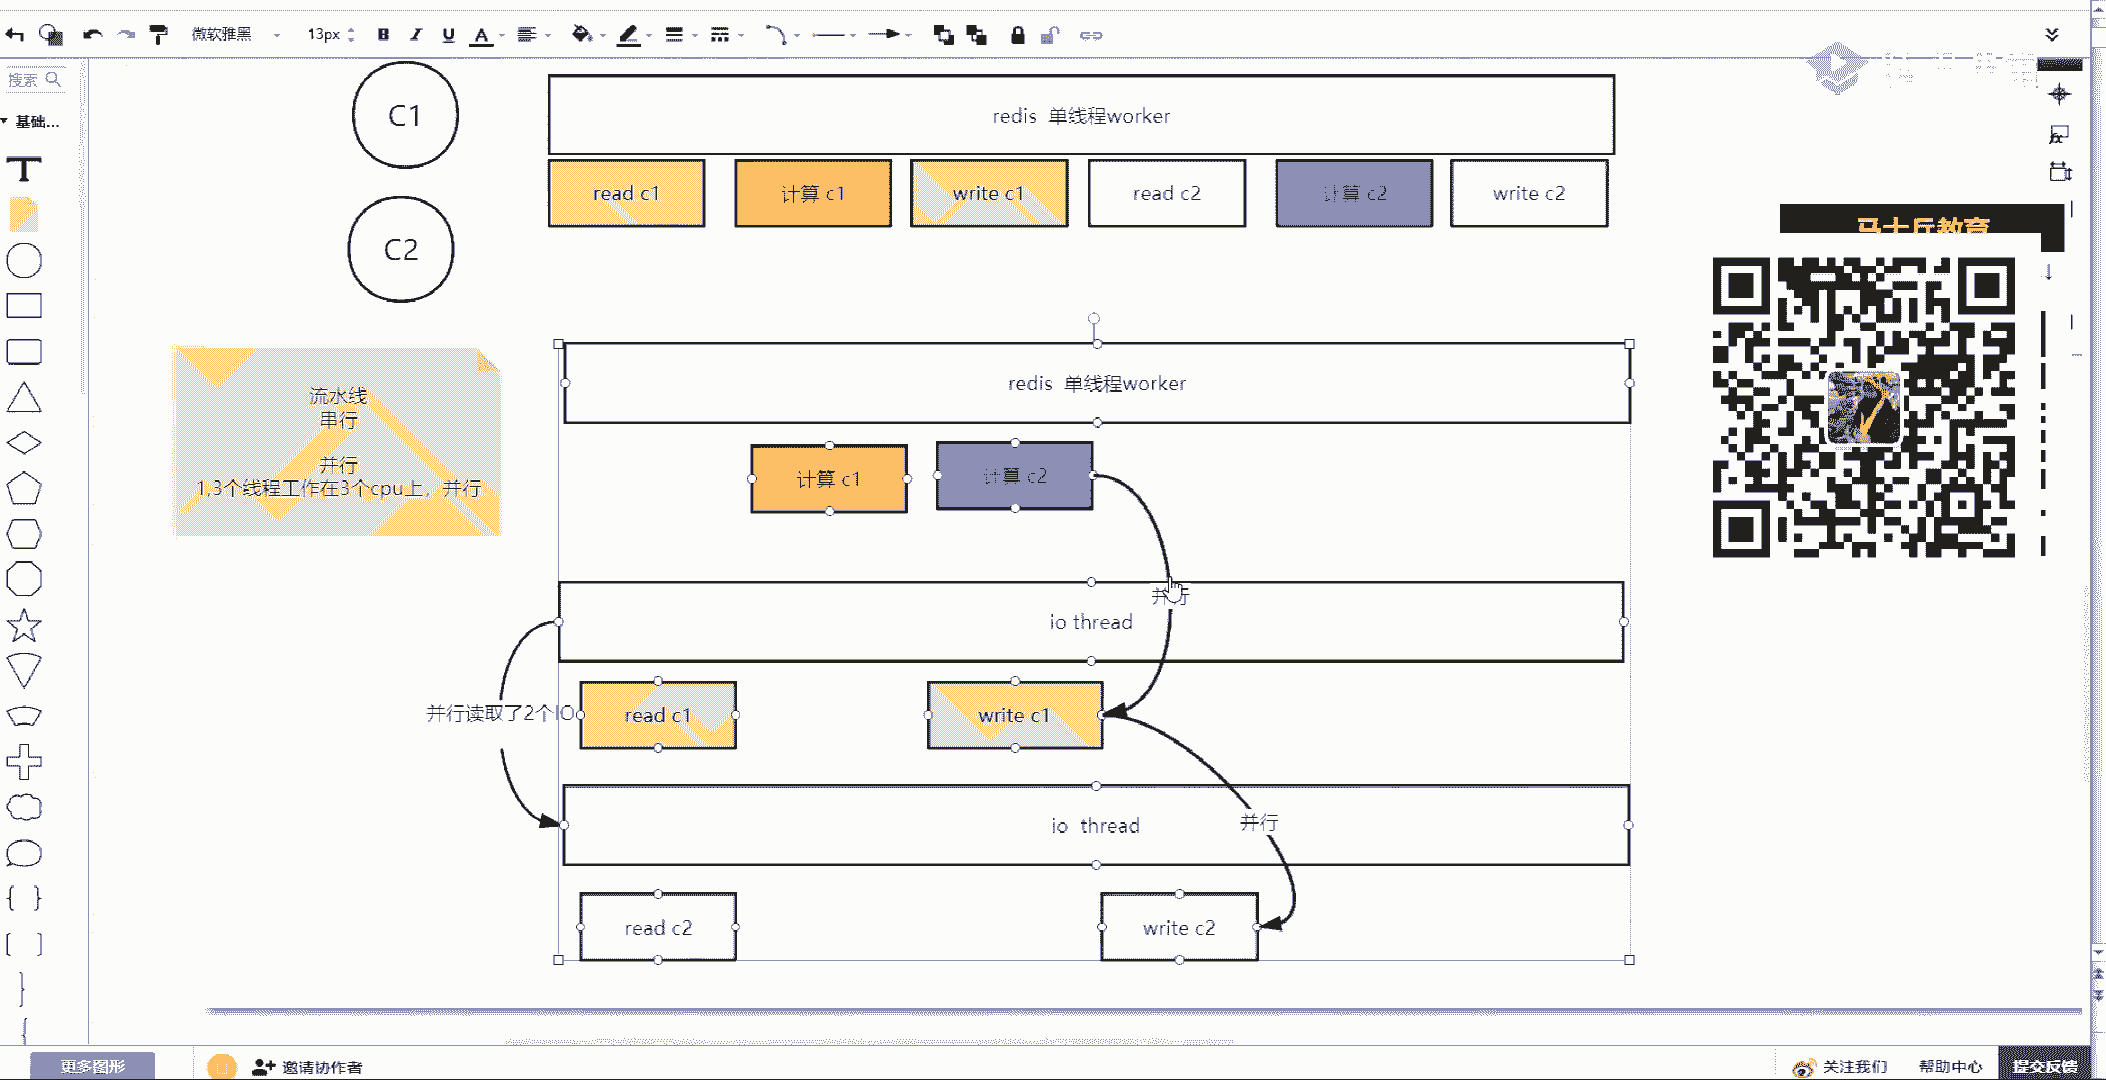 微软雅黑
13px
B I U A
搜索
基础...
T
C1
redis 单线程worker
read c1
计算 c1
write c1
read c2
计算 c2
write c2
C2
马士兵教育
流水线
串行
并行
1,3个线程工作在3个cpu上，并行
redis 单线程worker
计算 c1
计算 c2
并行
io thread
并行读取了2个IO
read c1
write c1
io thread
并行
read c2
write c2
更多图形
邀请协作者
关注我们
帮助中心
提交反馈